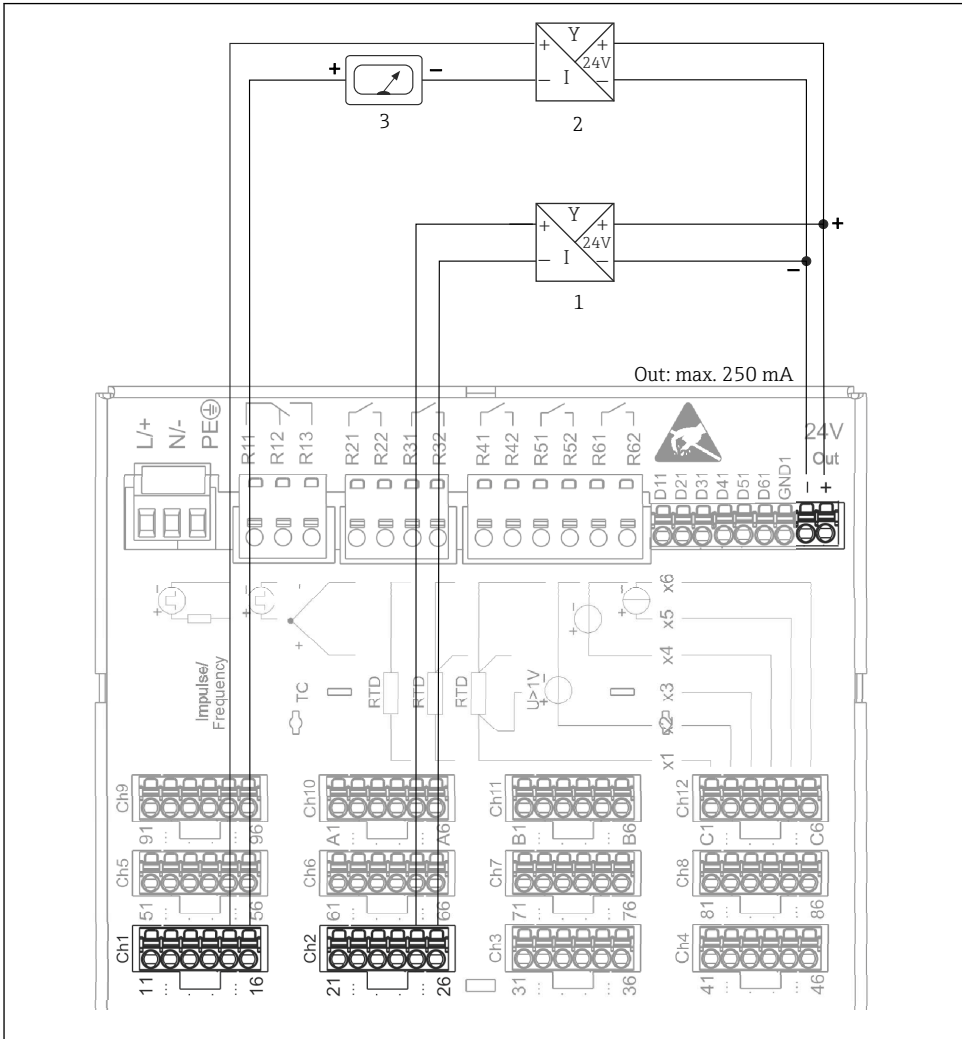 + Y +
24V
+ − − I −
3
2
+ Y +
24V
+
− I −
−
1
Out: max. 250 mA
L/+
N/-
PE
R11
R12
R13
R21
R22
R31
R32
R41
R42
R51
R52
R61
R62
D11
D21
D31
D41
D51
D61
GND1
24V
Out
− +
+ -
+ -
-
+
Impulse/
Frequency
TC
RTD
RTD
RTD
U>1V
+ -
+ -
+ -
x6
x5
x4
x3
x2
x1
Ch9
91 ... . ... 96
Ch10
A1 ... . ... A6
Ch11
B1 ... . ... B6
Ch12
C1 ... . ... C6
Ch5
51 ... . ... 56
Ch6
61 ... . ... 66
Ch7
71 ... . ... 76
Ch8
81 ... . ... 86
Ch1
11 ... . ... 16
Ch2
21 ... . ... 26
Ch3
31 ... . ... 36
Ch4
41 ... . ... 46